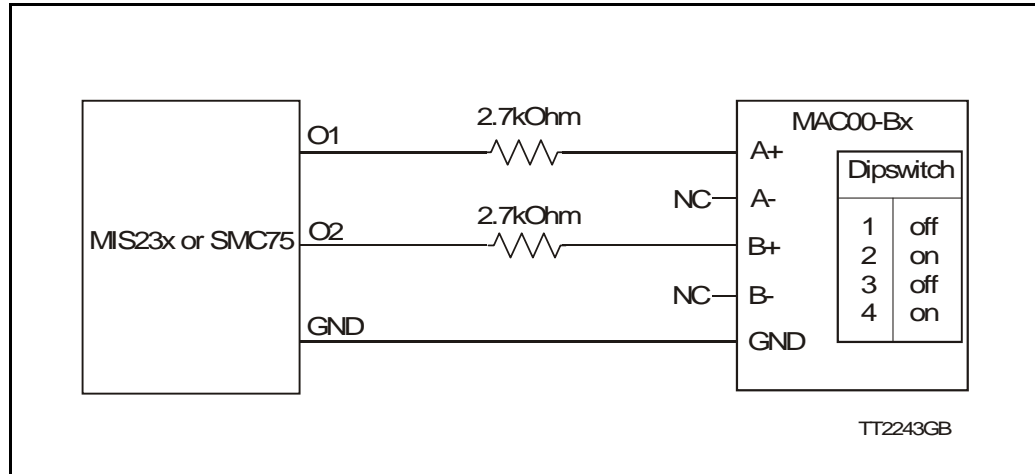 MIS23x or SMC75
O1
2.7kOhm
O2
2.7kOhm
GND
MAC00-Bx
A+
NC
A-
B+
NC
B-
GND
Dipswitch
1 off
2 on
3 off
4 on
TT2243GB